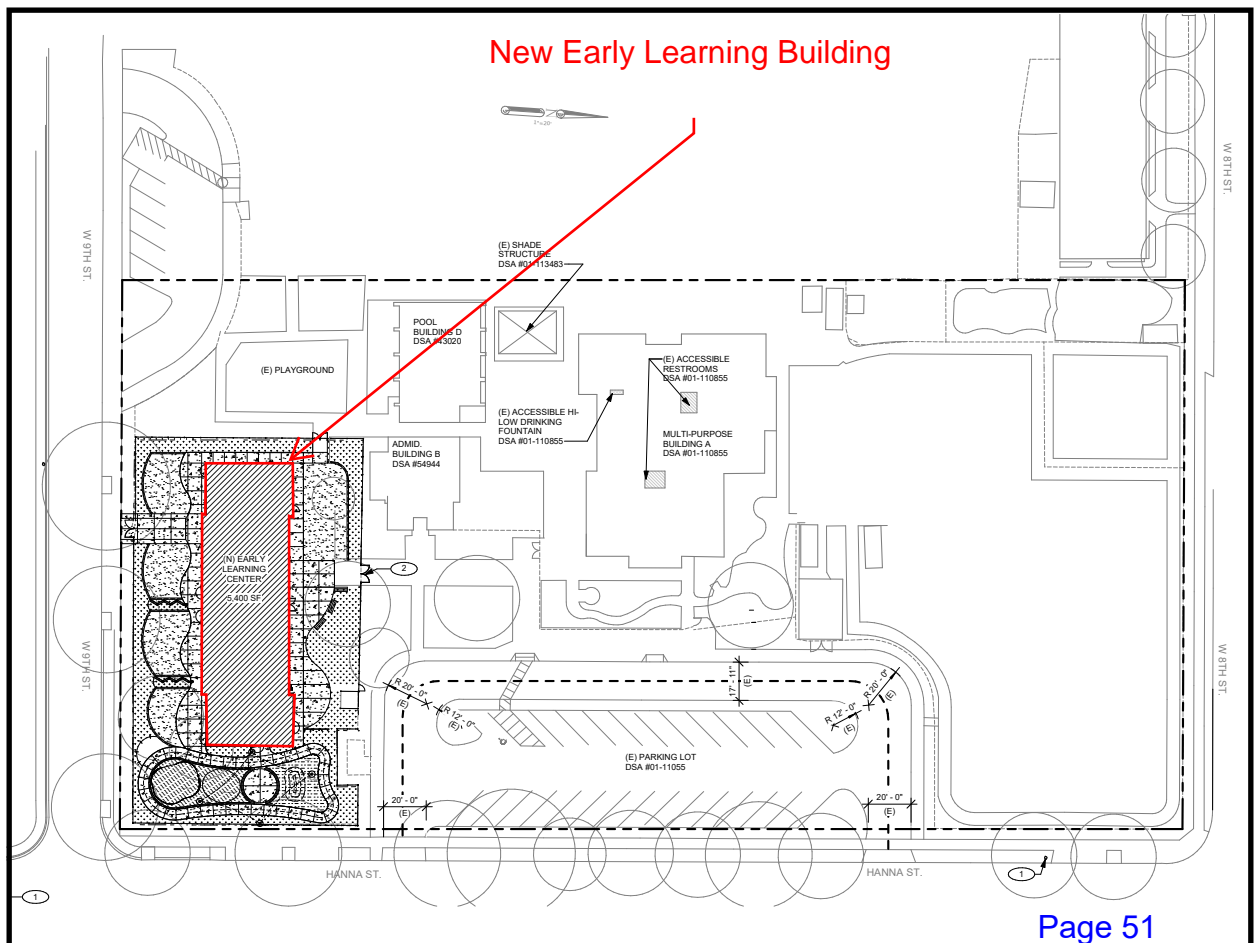 New Early Learning Building
1"=20'
W 9TH ST.
W 8TH ST.
(E) SHADE
STRUCTURE
DSA #01-113483
POOL
BUILDING D
DSA #43020
(E) PLAYGROUND
(E) ACCESSIBLE
RESTROOMS
DSA #01-110855
(E) ACCESSIBLE HI-
LOW DRINKING
FOUNTAIN
DSA #01-110855
MULTI-PURPOSE
BUILDING A
DSA #01-110855
ADMID.
BUILDING B
DSA #54944
(N) EARLY
LEARNING
CENTER
5,400 SF
2
W 9TH ST.
W 8TH ST.
R 20' - 0"
(E)
R 12' - 0"
(E)
17' - 11"
(E)
R 20' - 0"
(E)
R 12' - 0"
(E)
(E) PARKING LOT
DSA #01-11055
20' - 0"
(E)
20' - 0"
(E)
HANNA ST.
HANNA ST.
1
1
Page 51